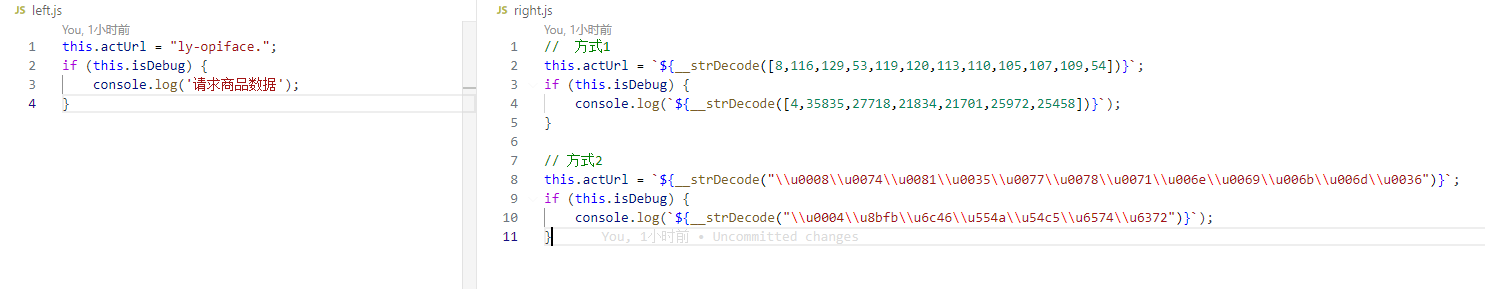 JS left.js
You, 1小时前
1 this.actUrl = "ly-opiface.";
2 if (this.isDebug) {
3 console.log('请求商品数据');
4 }
JS right.js
You, 1小时前
1 // 方式1
2 this.actUrl = `${__strDecode([8,116,129,53,119,120,113,110,105,107,109,54])}`;
3 if (this.isDebug) {
4 console.log(`${__strDecode([4,35835,27718,21834,21701,25972,25458])}`);
5 }
6
7 // 方式2
8 this.actUrl = `${__strDecode("\\u0008\\u0074\\u0081\\u0035\\u0077\\u0078\\u0071\\u006e\\u0069\\u006b\\u006d\\u0036")}`;
9 if (this.isDebug) {
10 console.log(`${__strDecode("\\u0004\\u8bfb\\u6c46\\u554a\\u54c5\\u6574\\u6372")}`);
11 } You, 1小时前 • Uncommitted changes